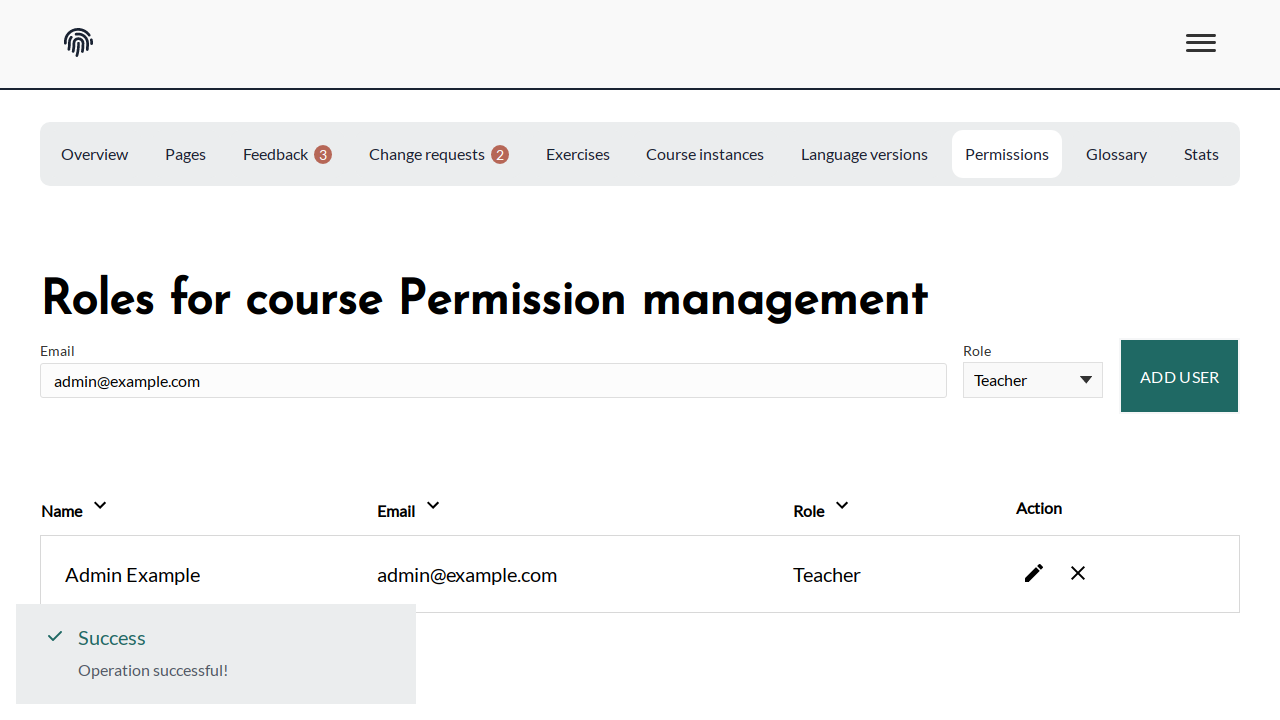 Overview Pages Feedback 3 Change requests 2 Exercises Course instances Language versions Permissions Glossary Stats
Roles for course Permission management
Email Role
admin@example.com Teacher ADD USER
Name Email Role Action
Admin Example admin@example.com Teacher
Success
Operation successful!